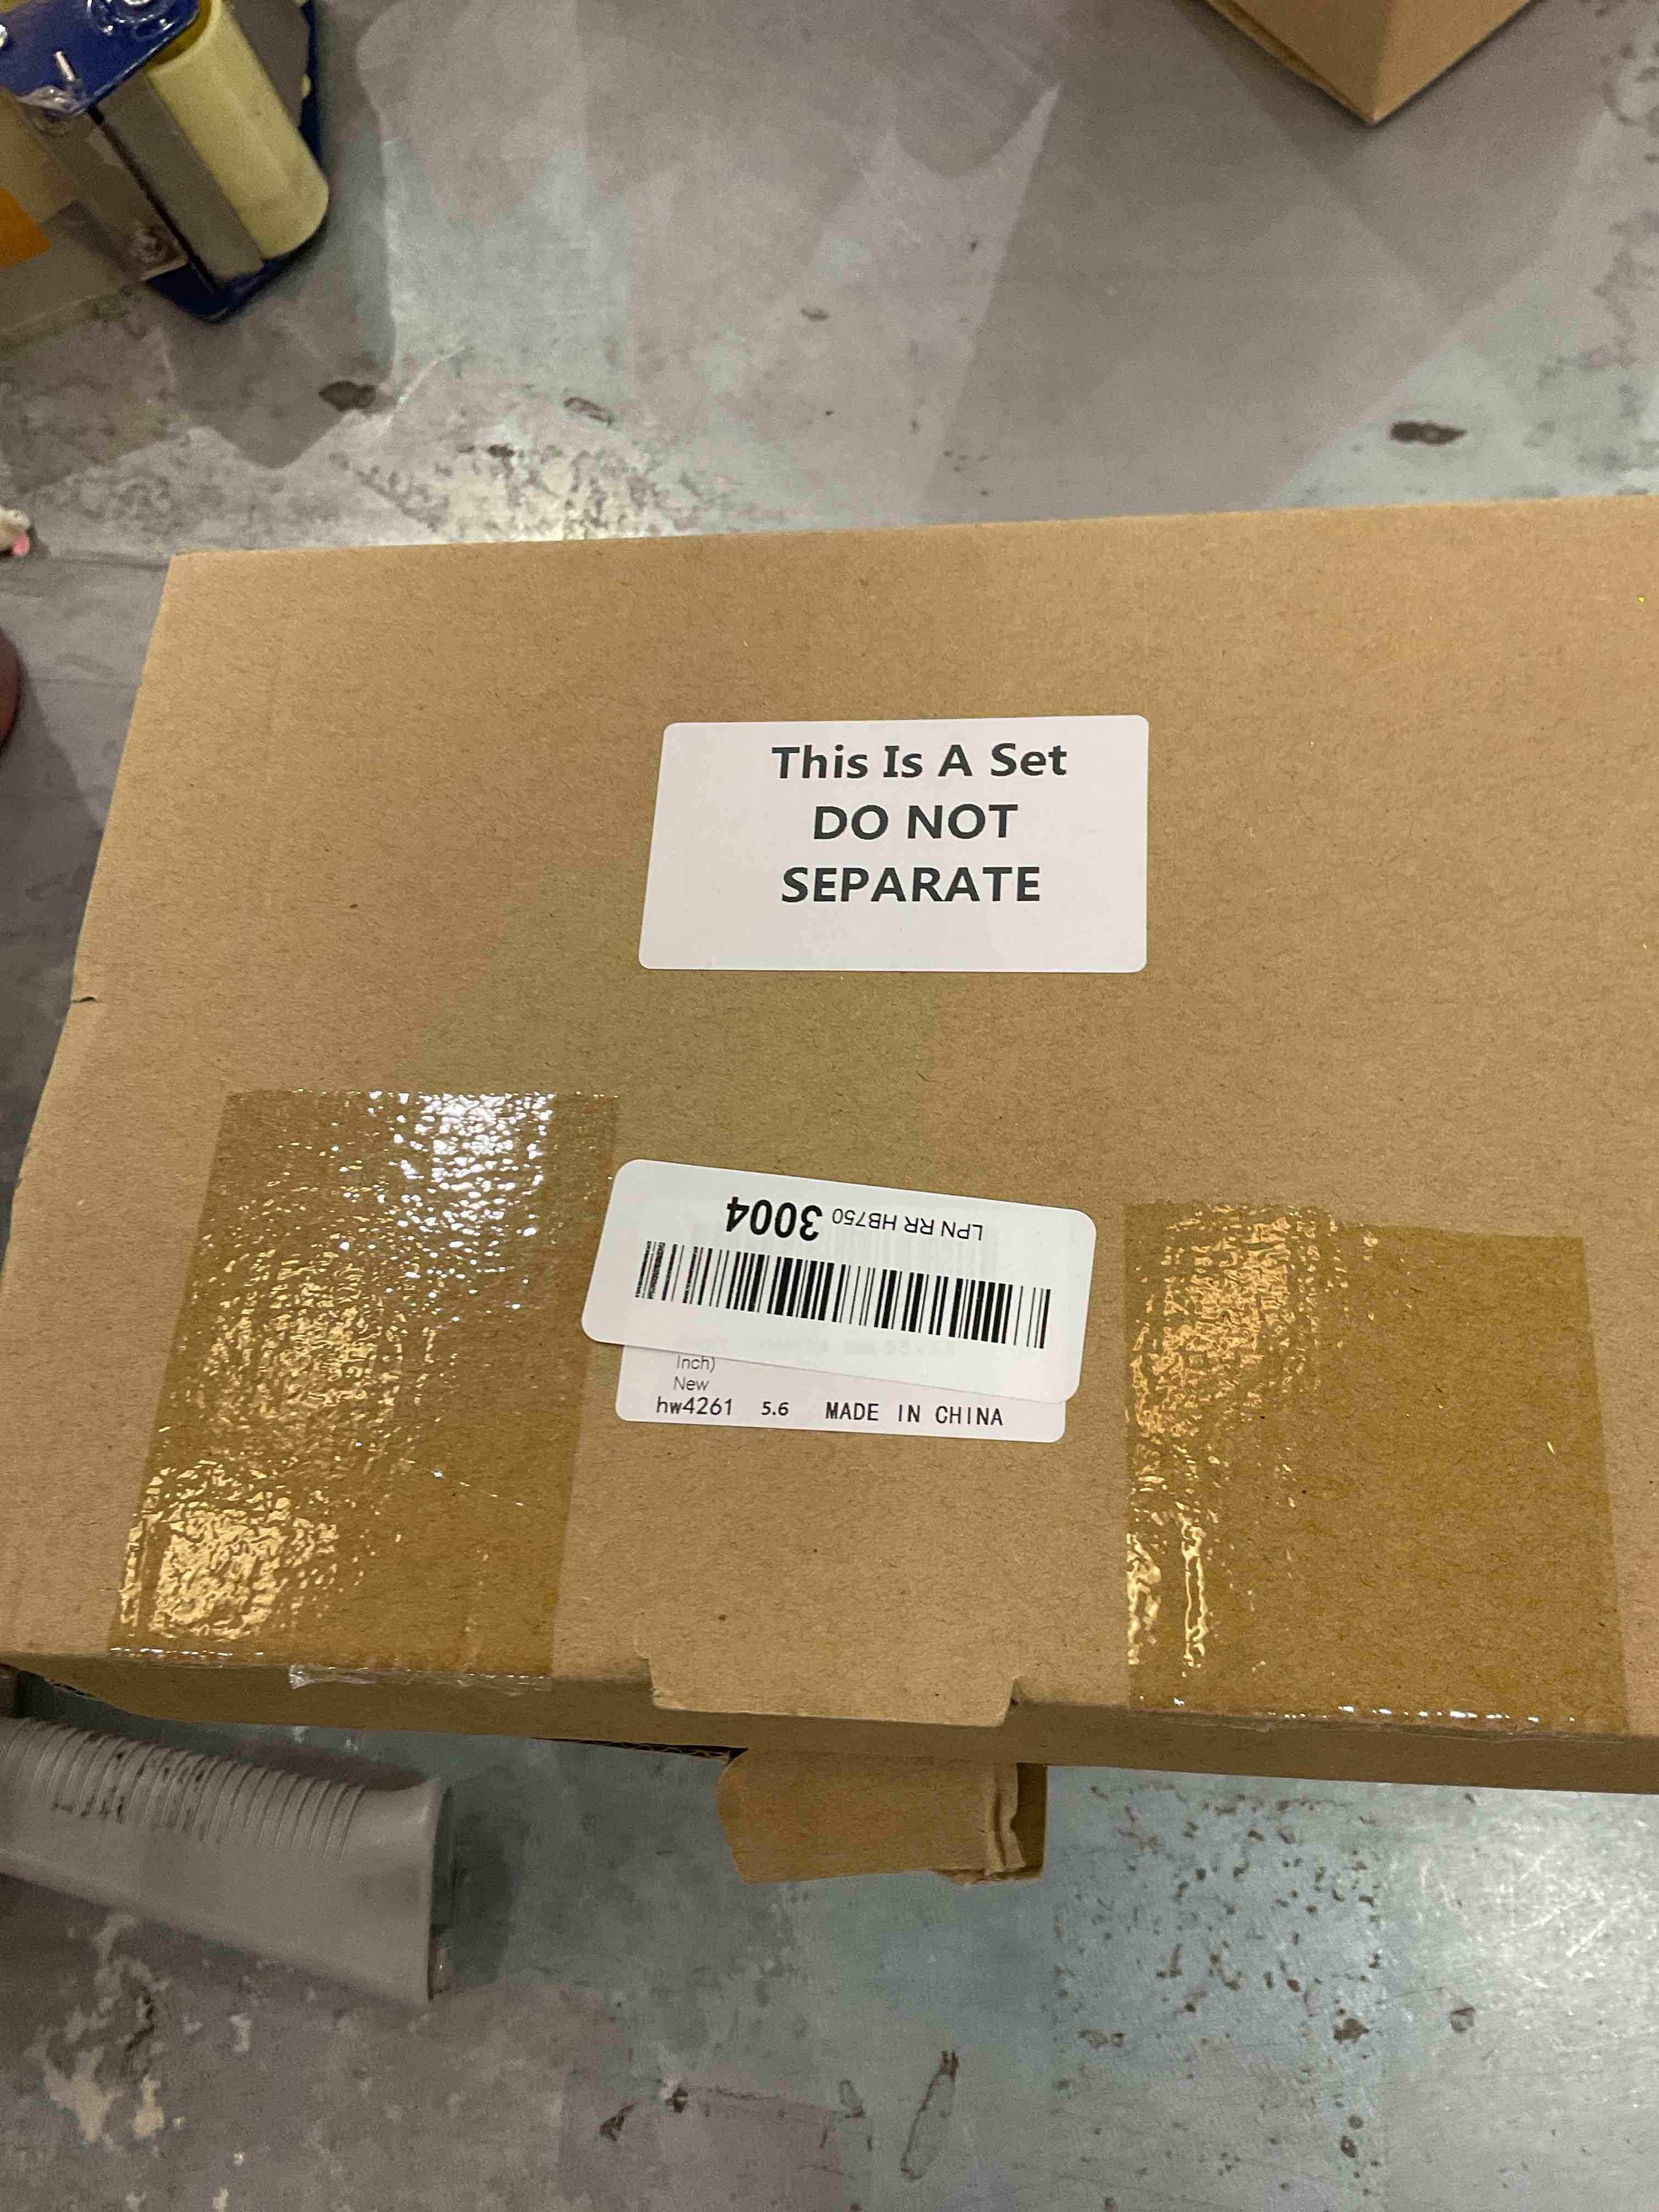 This Is A Set
DO NOT
SEPARATE
LPN RR HB750 3004
Inch)
New
hw4261 5.6 MADE IN CHINA